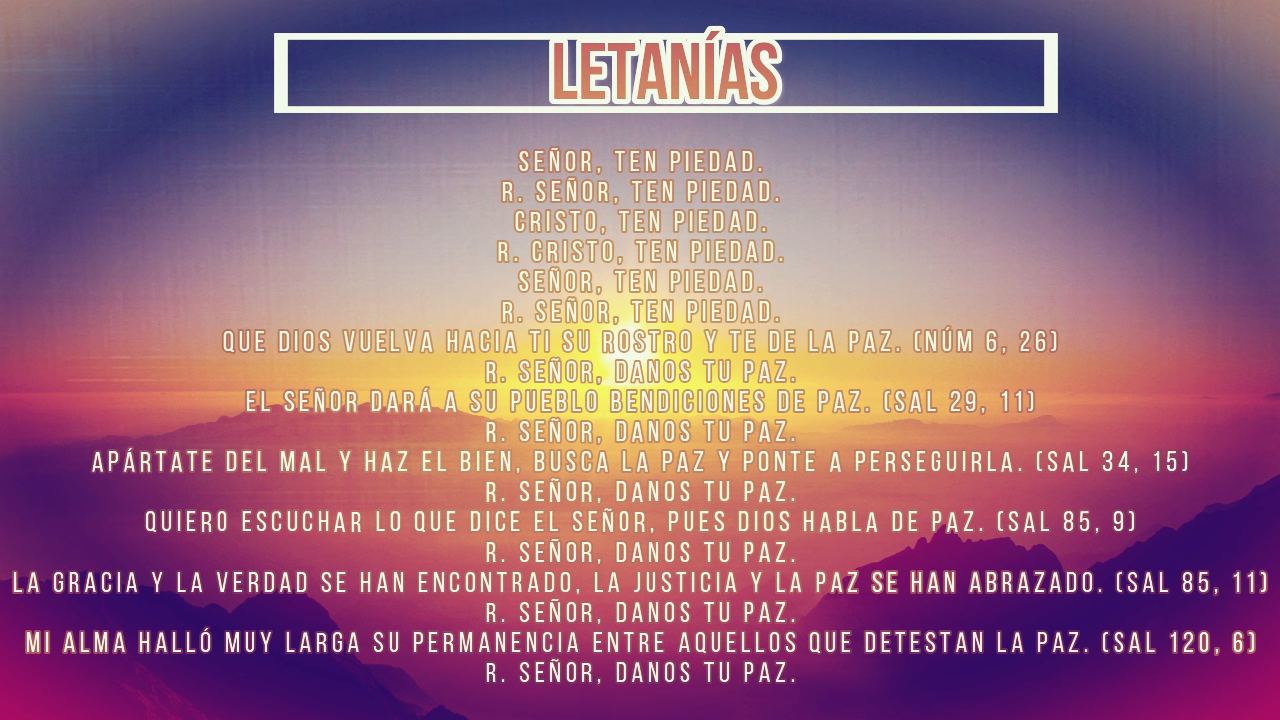 LETANÍAS
SEÑOR, TEN PIEDAD.
R. SEÑOR, TEN PIEDAD.
CRISTO, TEN PIEDAD.
R. CRISTO, TEN PIEDAD.
SEÑOR, TEN PIEDAD.
R. SEÑOR, TEN PIEDAD.
QUE DIOS VUELVA HACIA TI SU ROSTRO Y TE DE LA PAZ. (NÚM 6, 26)
R. SEÑOR, DANOS TU PAZ.
EL SEÑOR DARÁ A SU PUEBLO BENDICIONES DE PAZ. (SAL 29, 11)
R. SEÑOR, DANOS TU PAZ.
APÁRTATE DEL MAL Y HAZ EL BIEN, BUSCA LA PAZ Y PONTE A PERSEGUIRLA. (SAL 34, 15)
R. SEÑOR, DANOS TU PAZ.
QUIERO ESCUCHAR LO QUE DICE EL SEÑOR, PUES DIOS HABLA DE PAZ. (SAL 85, 9)
R. SEÑOR, DANOS TU PAZ.
LA GRACIA Y LA VERDAD SE HAN ENCONTRADO, LA JUSTICIA Y LA PAZ SE HAN ABRAZADO. (SAL 85, 11)
R. SEÑOR, DANOS TU PAZ.
MI ALMA HALLÓ MUY LARGA SU PERMANENCIA ENTRE AQUELLOS QUE DETESTAN LA PAZ. (SAL 120, 6)
R. SEÑOR, DANOS TU PAZ.